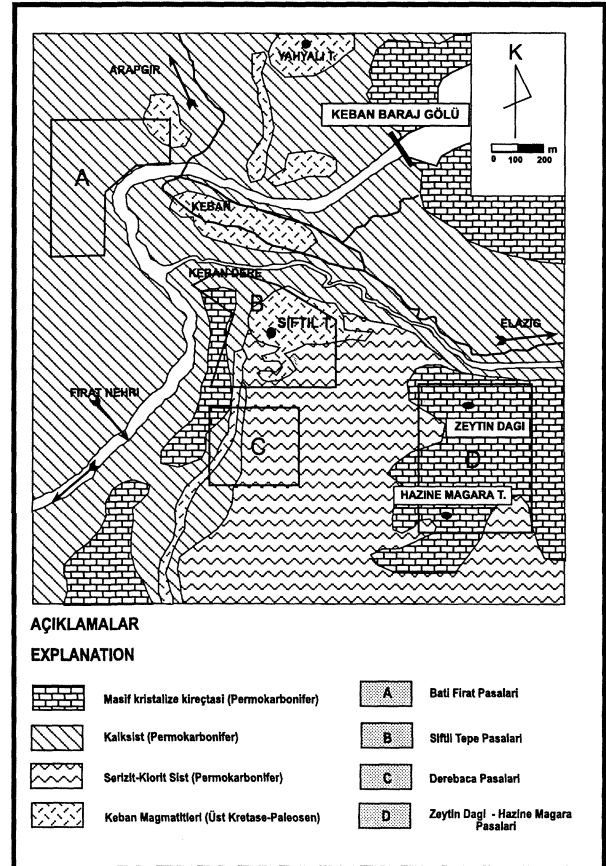 YAHYALI T.
ARAPGIR
K
KEBAN BARAJ GÖLÜ
0 100 200 m
A
KEBAN
KEBAN DERE
B
SIFTIL T.
ELAZIG
FIRAT NEHRI
C
ZEYTIN DAGI
D
HAZINE MAGARA T.
AÇIKLAMALAR
EXPLANATION
Masif kristalize kireçtasi (Permokarbonifer)
Kalksist (Permokarbonifer)
Serizit-Klorit Sist (Permokarbonifer)
Keban Magmatitleri (Üst Kretase-Paleosen)
A Bati Firat Pasalari
B Siftil Tepe Pasalari
C Derebaca Pasalari
D Zeytin Dagi - Hazine Magara
Pasalari